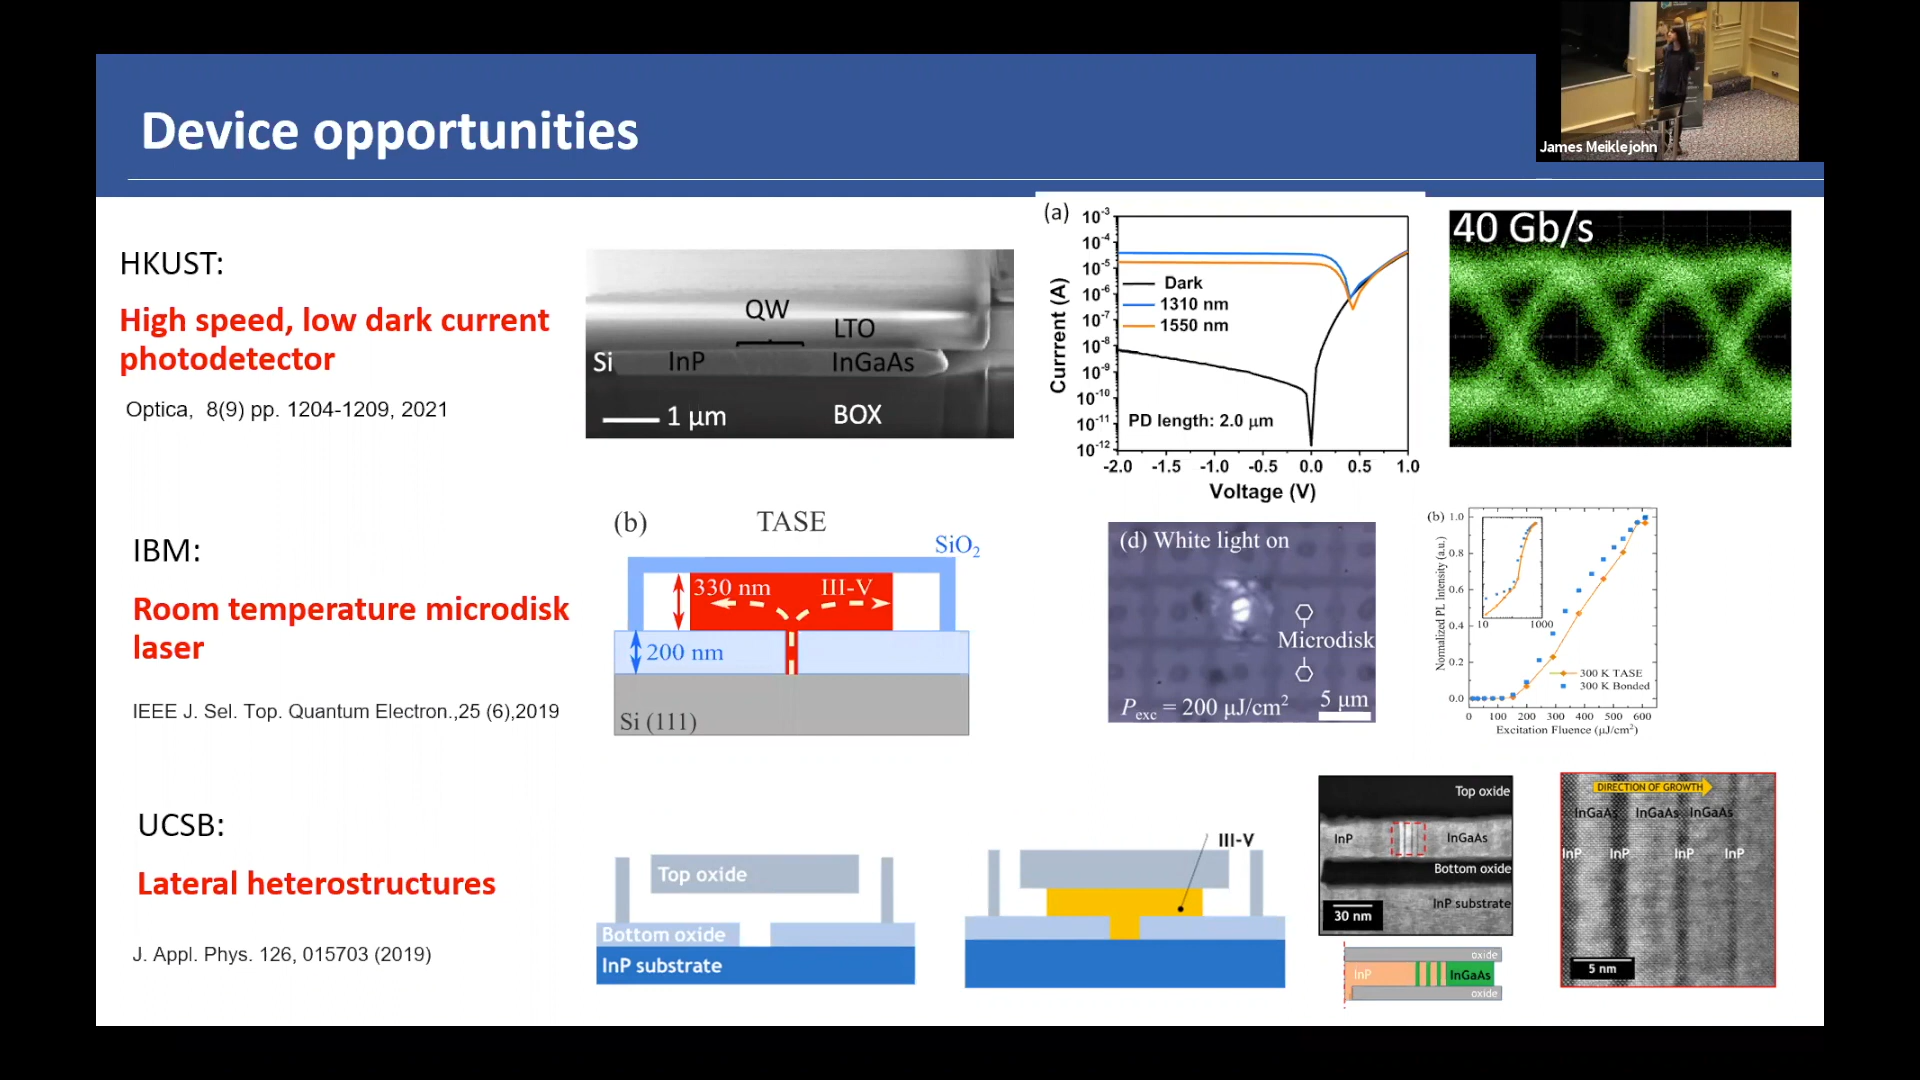 Device opportunities
James Meiklejohn
HKUST:
High speed, low dark current
photodetector
Optica, 8(9) pp. 1204-1209, 2021
QW
LTO
Si
InP
InGaAs
1 µm
BOX
(a)
10-3
10-4
10-5
10-6
10-7
10-8
10-9
10-10
10-11
10-12
Currrent (A)
Dark
1310 nm
1550 nm
PD length: 2.0 µm
-2.0 -1.5 -1.0 -0.5 0.0 0.5 1.0
Voltage (V)
40 Gb/s
IBM:
Room temperature microdisk
laser
IEEE J. Sel. Top. Quantum Electron.,25 (6),2019
(b) TASE
SiO2
330 nm III-V
200 nm
Si (111)
(d) White light on
Microdisk
Pexc = 200 µJ/cm2
5 µm
(b)
Normalized PL Intensity (a.u.)
1.0
0.8
0.6
0.4
0.2
0.0
10 1000
300 K TASE
300 K Bonded
0 100 200 300 400 500 600
Excitation Fluence (µJ/cm2)
UCSB:
Lateral heterostructures
J. Appl. Phys. 126, 015703 (2019)
Top oxide
Bottom oxide
InP substrate
III-V
Top oxide
InP
InGaAs
Bottom oxide
InP substrate
30 nm
oxide
InP
InGaAs
oxide
DIRECTION OF GROWTH
InGaAs InGaAs InGaAs
InP InP InP InP
5 nm